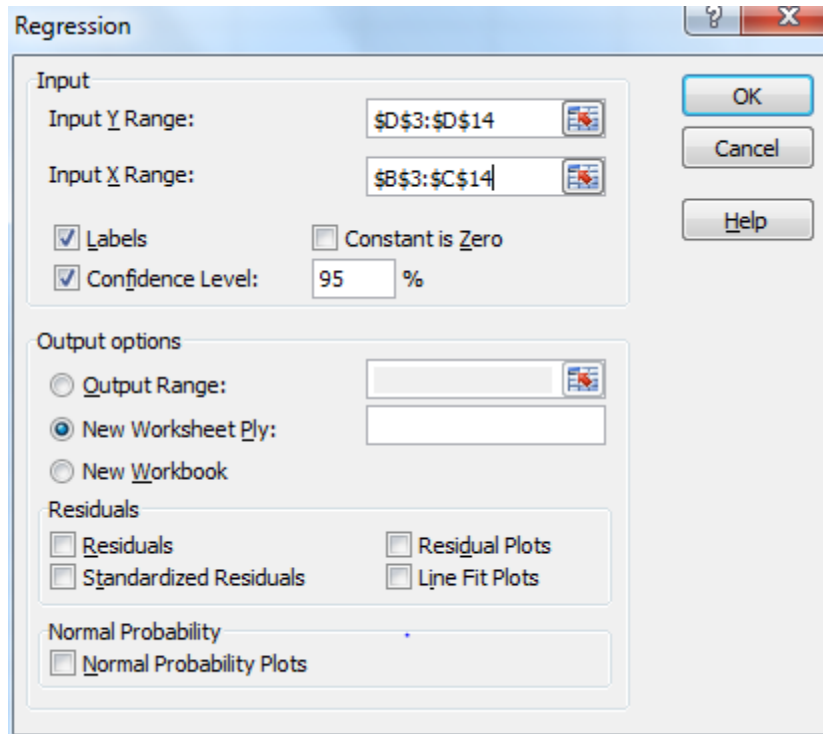 Regression
?
X
Input
Input Y Range:
$D$3:$D$14
Input X Range:
$B$3:$C$14
Labels
Constant is Zero
Confidence Level:
95
%
OK
Cancel
Help
Output options
Output Range:
New Worksheet Ply:
New Workbook
Residuals
Residuals
Residual Plots
Standardized Residuals
Line Fit Plots
Normal Probability
Normal Probability Plots